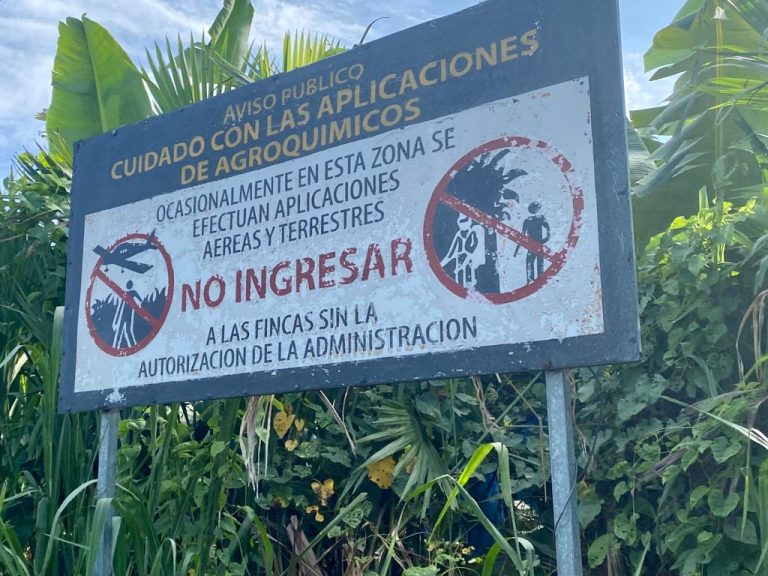 AVISO PUBLICO
CUIDADO CON LAS APLICACIONES
DE AGROQUIMICOS
OCASIONALMENTE EN ESTA ZONA SE
EFECTUAN APLICACIONES
AEREAS Y TERRESTRES
NO INGRESAR
A LAS FINCAS SIN LA
AUTORIZACION DE LA ADMINISTRACION